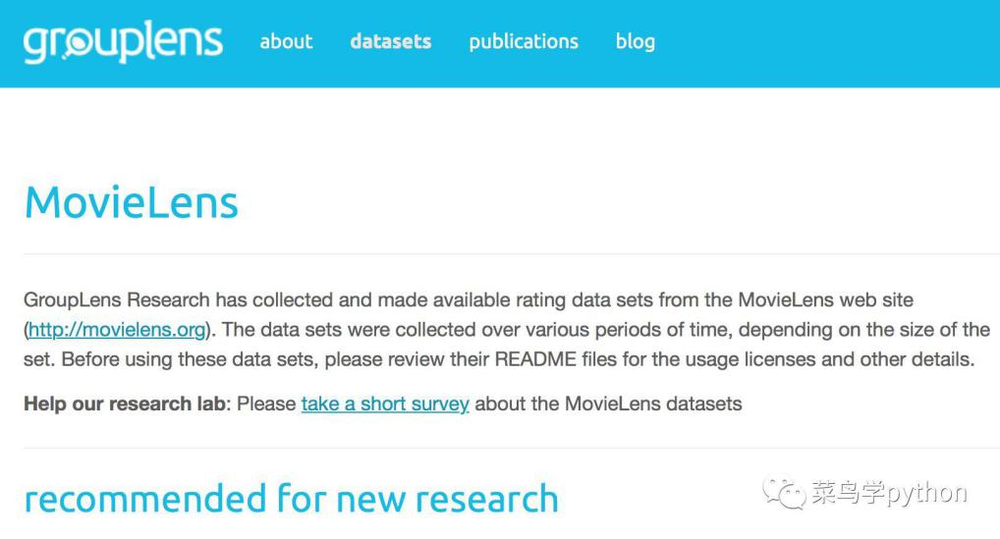 grouplens about datasets publications blog
MovieLens
GroupLens Research has collected and made available rating data sets from the MovieLens web site
(http://movielens.org). The data sets were collected over various periods of time, depending on the size of the
set. Before using these data sets, please review their README files for the usage licenses and other details.
Help our research lab: Please take a short survey about the MovieLens datasets
recommended for new research
菜鸟学python